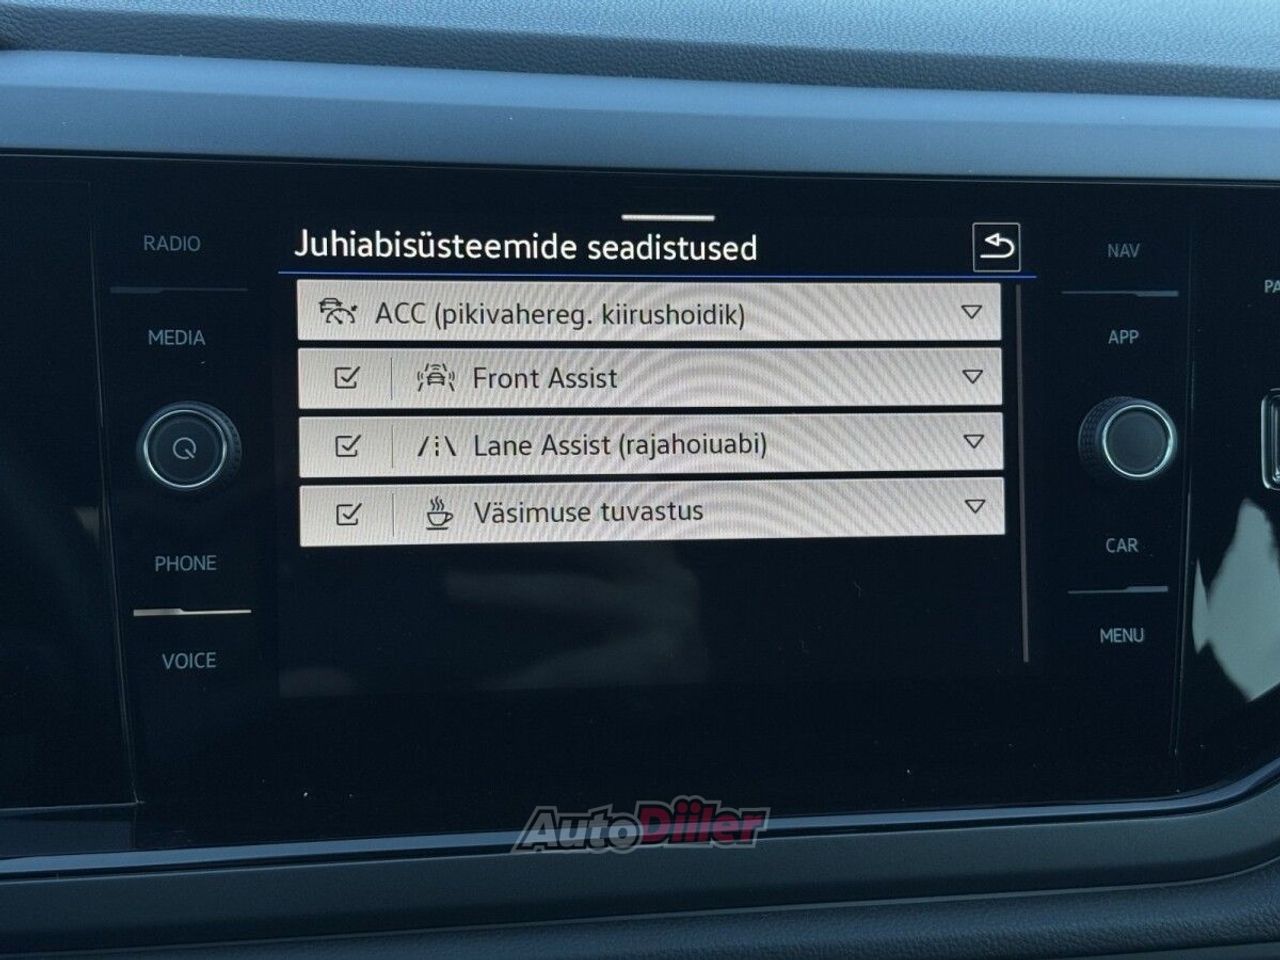 RADIO
MEDIA
PHONE
VOICE
Juhiabisüsteemide seadistused
ACC (pikivahereg. kiirushoidik)
Front Assist
Lane Assist (rajahoiuabi)
Väsimuse tuvastus
NAV
APP
CAR
MENU
AutoDiiler